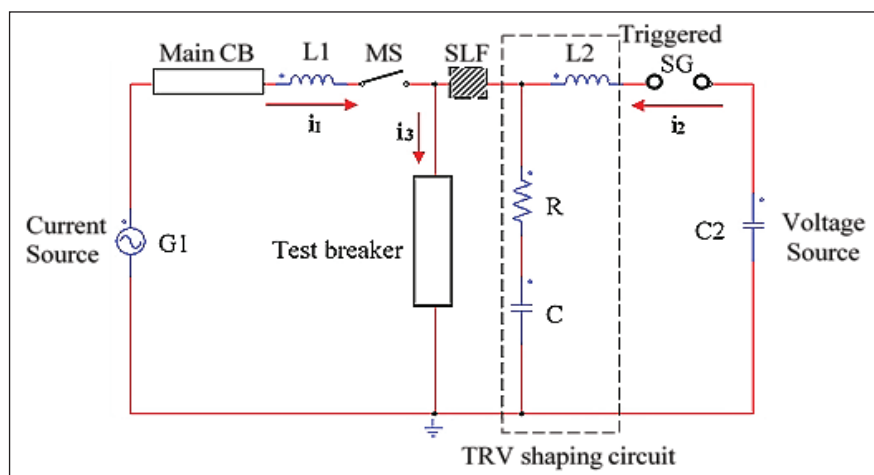 Main CB
L1
MS
SLF
L2
Triggered
SG
i1
i3
i2
Current
Source
G1
Test breaker
R
C
C2
Voltage
Source
TRV shaping circuit